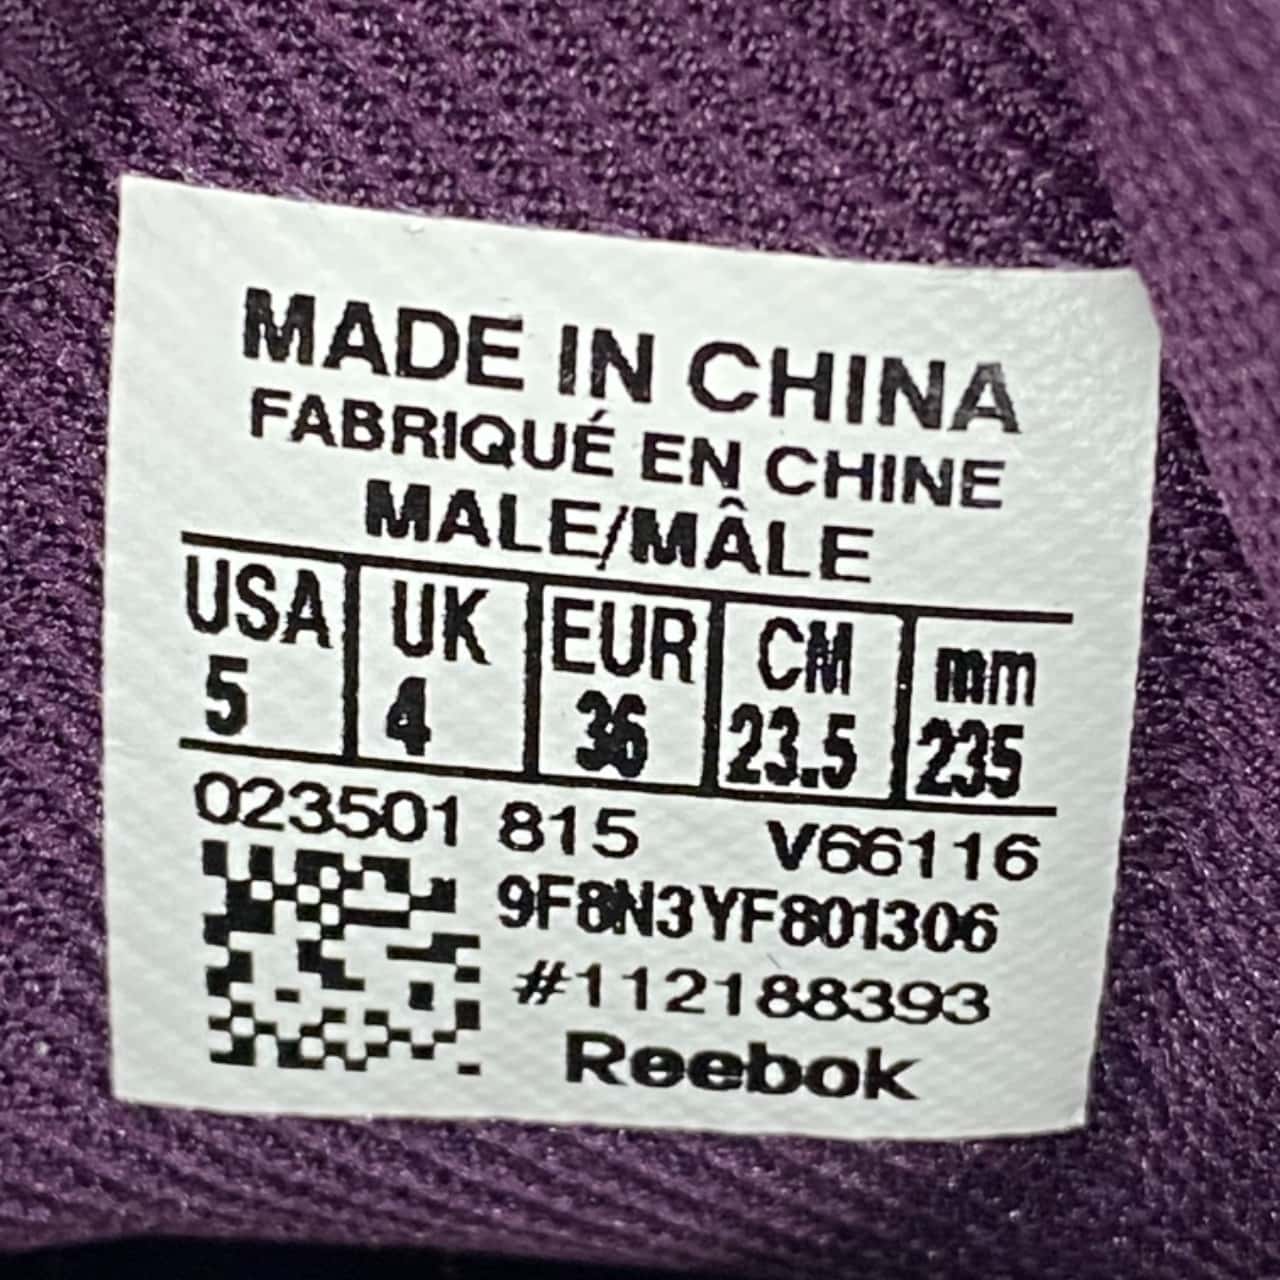 MADE IN CHINA
FABRIQUÉ EN CHINE
MALE/MÂLE
USA UK EUR CM mm
5 4 36 23.5 235
023501 815 V66116
9F8N3YF801306
#112188393
Reebok